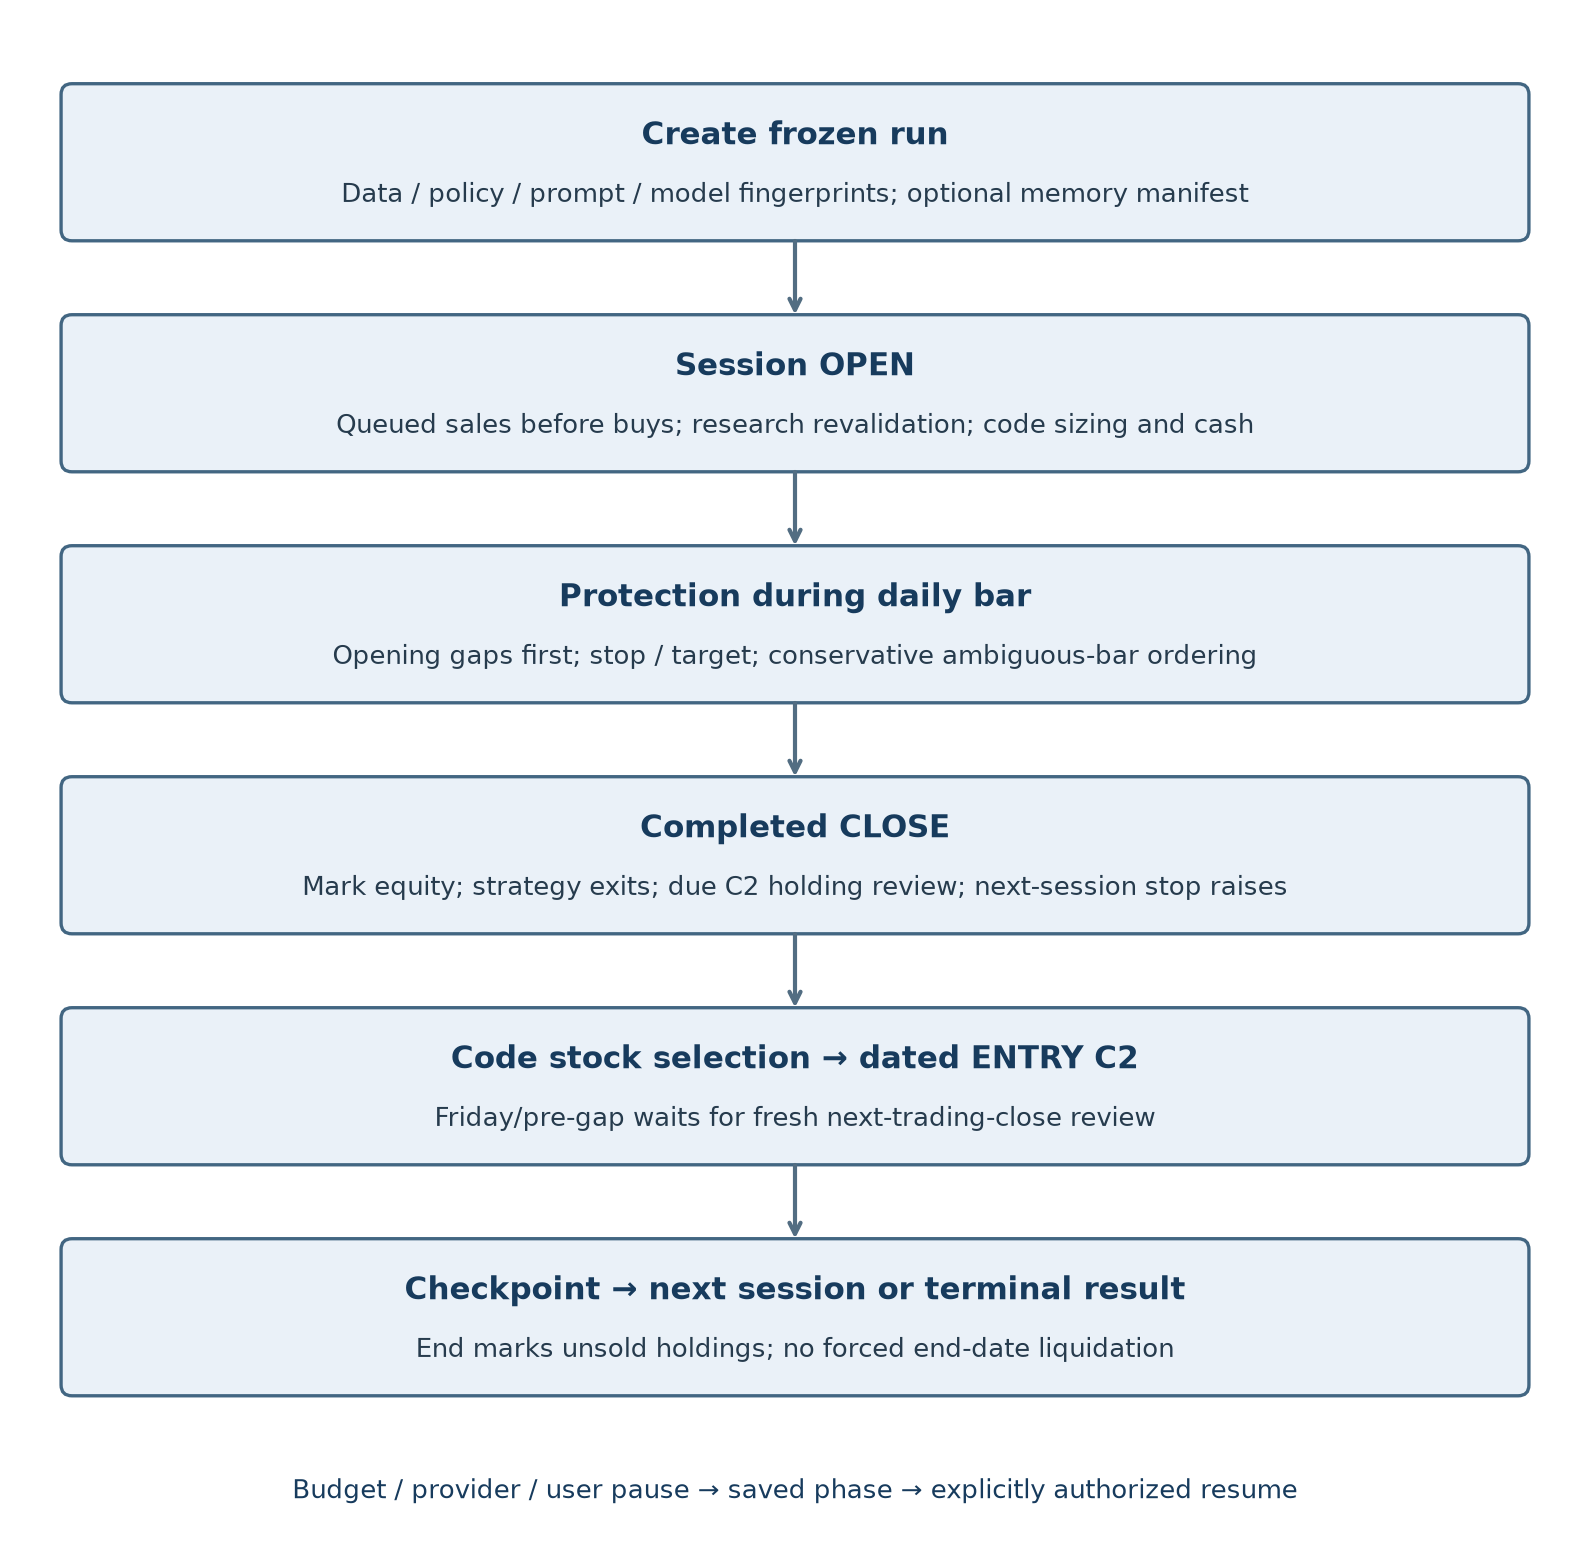 Create frozen run
Data / policy / prompt / model fingerprints; optional memory manifest
Session OPEN
Queued sales before buys; research revalidation; code sizing and cash
Protection during daily bar
Opening gaps first; stop / target; conservative ambiguous-bar ordering
Completed CLOSE
Mark equity; strategy exits; due C2 holding review; next-session stop raises
Code stock selection → dated ENTRY C2
Friday/pre-gap waits for fresh next-trading-close review
Checkpoint → next session or terminal result
End marks unsold holdings; no forced end-date liquidation
Budget / provider / user pause → saved phase → explicitly authorized resume